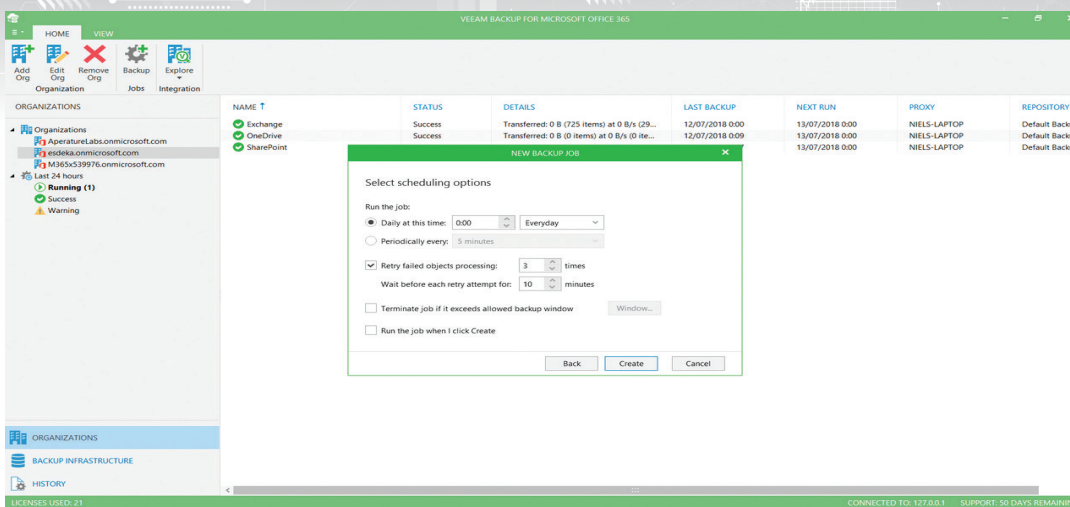 VEEAM BACKUP FOR MICROSOFT OFFICE 365
HOME VIEW
Add Org
Edit Org
Remove Org
Backup
Explore
Organization Jobs Integration
ORGANIZATIONS
Organizations
AperatureLabs.onmicrosoft.com
esdeka.onmicrosoft.com
M365x539976.onmicrosoft.com
Last 24 hours
Running (1)
Success
Warning
NAME STATUS DETAILS LAST BACKUP NEXT RUN PROXY REPOSITORY
Exchange Success Transferred: 0 B (725 items) at 0 B/s (29... 12/07/2018 0:00 13/07/2018 0:00 NIELS-LAPTOP Default Back
OneDrive Success Transferred: 0 B (0 items) at 0 B/s (0 ite... 12/07/2018 0:09 13/07/2018 0:00 NIELS-LAPTOP Default Back
SharePoint 13/07/2018 0:00 NIELS-LAPTOP Default Back
NEW BACKUP JOB
Select scheduling options
Run the job:
Daily at this time: 0:00 Everyday
Periodically every: 5 minutes
Retry failed objects processing: 3 times
Wait before each retry attempt for: 10 minutes
Terminate job if it exceeds allowed backup window Window...
Run the job when I click Create
Back Create Cancel
ORGANIZATIONS
BACKUP INFRASTRUCTURE
HISTORY
LICENSES USED: 21 CONNECTED TO: 127.0.0.1 SUPPORT: 50 DAYS REMAININ